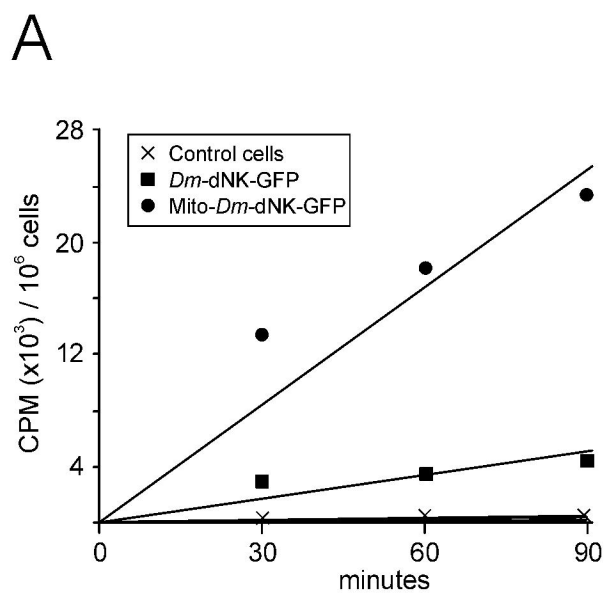 A
28
20
12
4
CPM (x10³) / 10⁶ cells
Control cells
Dm-dNK-GFP
Mito-Dm-dNK-GFP
0 30 60 90
minutes